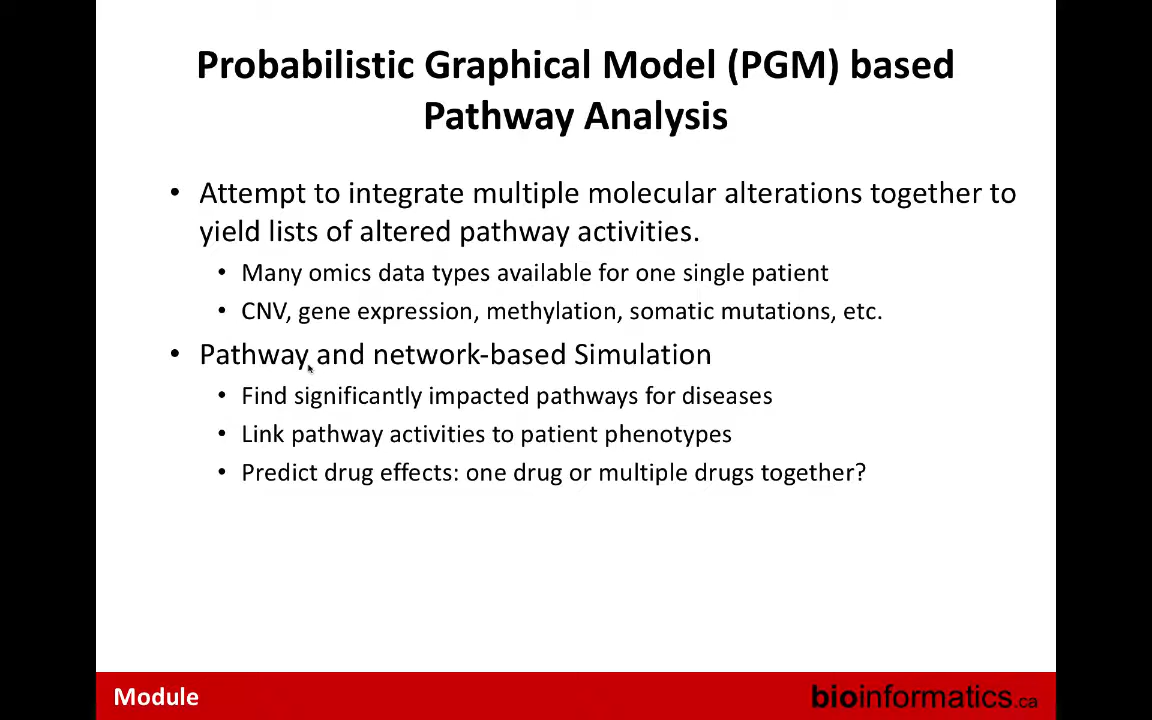 Probabilistic Graphical Model (PGM) based
Pathway Analysis
• Attempt to integrate multiple molecular alterations together to
yield lists of altered pathway activities.
• Many omics data types available for one single patient
• CNV, gene expression, methylation, somatic mutations, etc.
• Pathway and network-based Simulation
• Find significantly impacted pathways for diseases
• Link pathway activities to patient phenotypes
• Predict drug effects: one drug or multiple drugs together?
Module
bioinformatics.ca